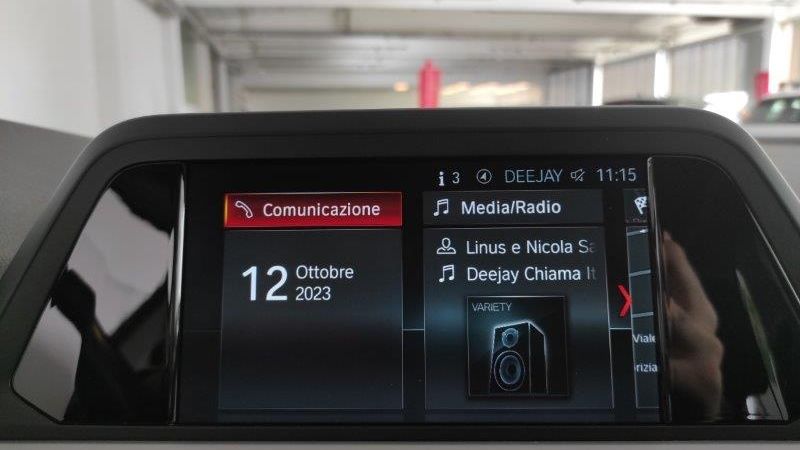 i 3 DEEJAY 11:15
Comunicazione
Media/Radio
12 Ottobre
2023
Linus e Nicola Sa
Deejay Chiama It
VARIETY
Viale
rizia